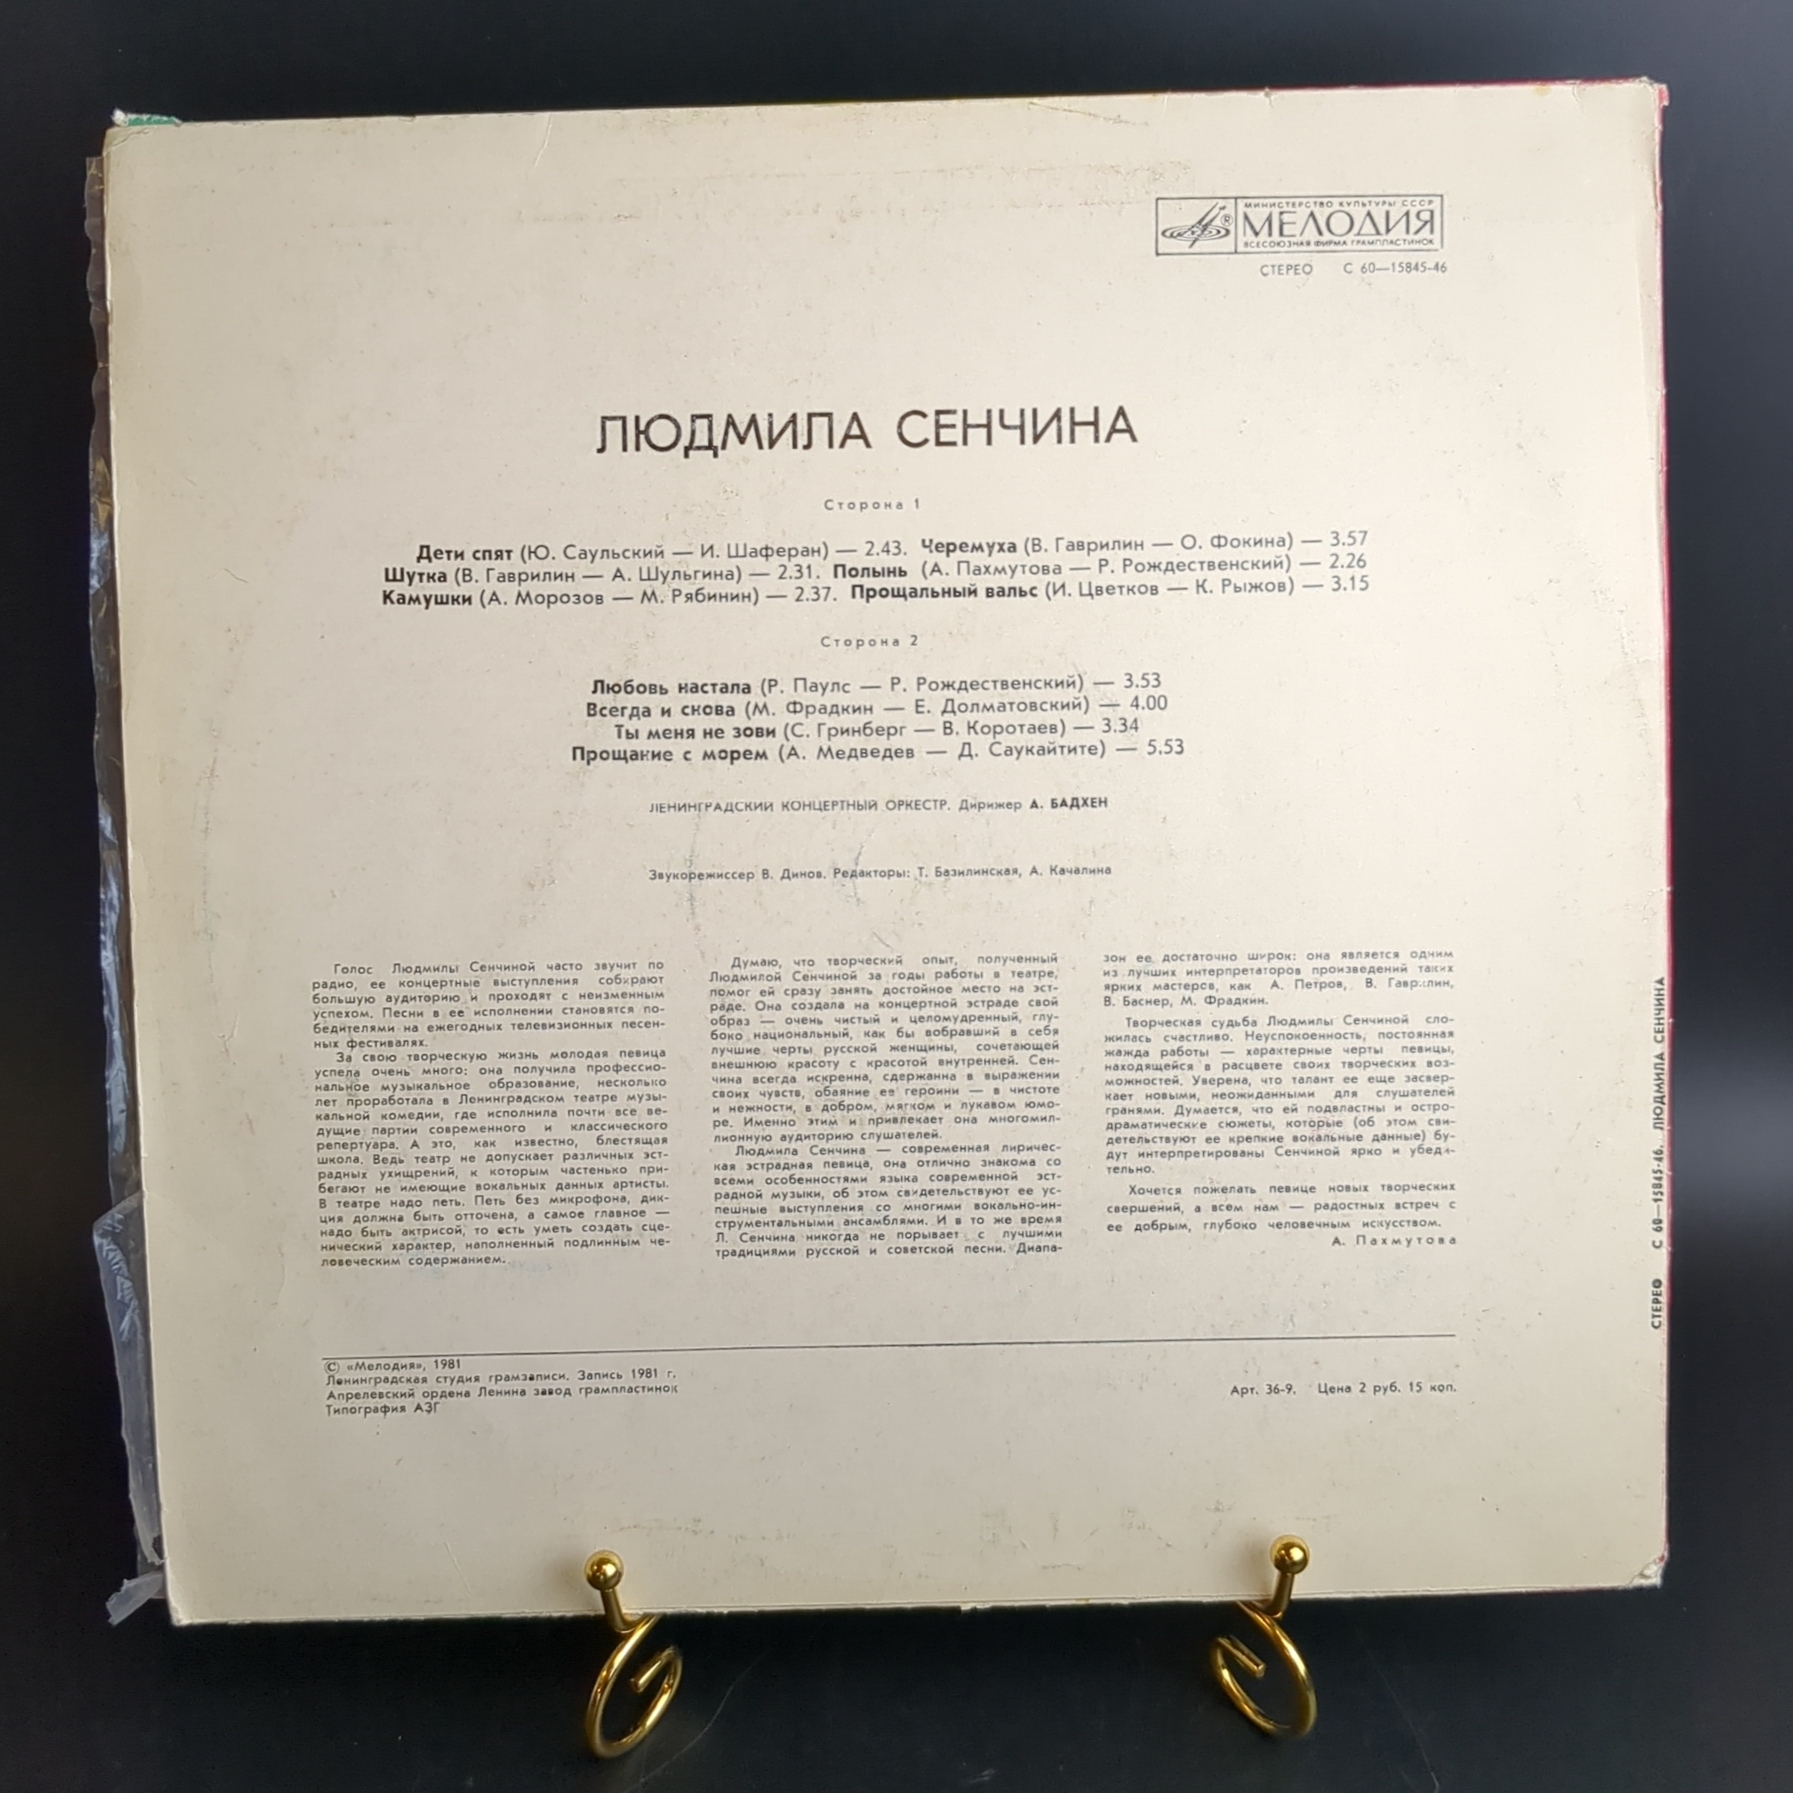 МИНИСТЕРСТВО КУЛЬТУРЫ СССР
МЕЛОДИЯ
ВСЕСОЮЗНАЯ ФИРМА ГРАМПЛАСТИНОК
СТЕРЕО С 60—15845-46
ЛЮДМИЛА СЕНЧИНА
Сторона 1
Дети спят (Ю. Саульский — И. Шаферан) — 2.43. Черемуха (В. Гаврилин — О. Фокина) — 3.57
Шутка (В. Гаврилин — А. Шульгина) — 2.31. Полынь (А. Пахмутова — Р. Рождественский) — 2.26
Камушки (А. Морозов — М. Рябинин) — 2.37. Прощальный вальс (И. Цветков — К. Рыжов) — 3.15
Сторона 2
Любовь настала (Р. Паулс — Р. Рождественский) — 3.53
Всегда и снова (М. Фрадкин — Е. Долматовский) — 4.00
Ты меня не зови (С. Гринберг — В. Коротаев) — 3.34
Прощание с морем (А. Медведев — Д. Саукайтите) — 5.53
ЛЕНИНГРАДСКИЙ КОНЦЕРТНЫЙ ОРКЕСТР. Дирижер А. БАДХЕН
Звукорежиссер В. Динов. Редакторы: Т. Базилинская, А. Качалина
Голос Людмилы Сенчиной часто звучит по
радио, ее концертные выступления собирают
большую аудиторию и проходят с неизменным
успехом. Песни в ее исполнении становятся по-
бедителями на ежегодных телевизионных песен-
ных фестивалях.
За свою творческую жизнь молодая певица
успела очень много: она получила профессио-
нальное музыкальное образование, несколько
лет проработала в Ленинградском театре музы-
кальной комедии, где исполнила почти все ве-
дущие партии современного и классического
репертуара. А это, как известно, блестящая
школа. Ведь театр не допускает различных эст-
радных ухищрений, к которым частенько при-
бегают не имеющие вокальных данных артисты.
В театре надо петь. Петь без микрофона, дик-
ция должна быть отточена, а самое главное —
надо быть актрисой, то есть уметь создать сце-
нический характер, наполненный подлинным че-
ловеческим содержанием.
Думаю, что творческий опыт, полученный
Людмилой Сенчиной за годы работы в театре,
помог ей сразу занять достойное место на эст-
раде. Она создала на концертной эстраде свой
образ — очень чистый и целомудренный, глу-
боко национальный, как бы вобравший в себя
лучшие черты русской женщины, сочетающей
внешнюю красоту с красотой внутренней. Сен-
чина всегда искренна, сдержанна в выражении
своих чувств, обаяние ее героини — в чистоте
и нежности, в добром, мягком и лукавом юмо-
ре. Именно этим и привлекает она многомил-
лионную аудиторию слушателей.
Людмила Сенчина — современная лиричес-
кая эстрадная певица, она отлично знакома со
всеми особенностями языка современной эст-
радной музыки, об этом свидетельствуют ее ус-
пешные выступления со многими вокально-ин-
струментальными ансамблями. И в то же время
Л. Сенчина никогда не порывает с лучшими
традициями русской и советской песни. Диапа-
зон ее достаточно широк: она является одним
из лучших интерпретаторов произведений таких
ярких мастеров, как А. Петров, В. Гаврилин,
В. Баснер, М. Фрадкин.
Творческая судьба Людмилы Сенчиной сло-
жилась счастливо. Неуспокоенность, постоянная
жажда работы — характерные черты певицы,
находящейся в расцвете своих творческих воз-
можностей. Уверена, что талант ее еще засвер-
кает новыми, неожиданными для слушателей
гранями. Думается, что ей подвластны и остро-
драматические сюжеты, которые (об этом сви-
детельствуют ее крепкие вокальные данные) бу-
дут интерпретированы Сенчиной ярко и убеди-
тельно.
Хочется пожелать певице новых творческих
свершений, а всем нам — радостных встреч с
ее добрым, глубоко человечным искусством.
А. Пахмутова
© «Мелодия», 1981
Ленинградская студия грамзаписи. Запись 1981 г.
Апрелевский ордена Ленина завод грампластинок
Типография АЗГ
Арт. 36-9. Цена 2 руб. 15 коп.
СТЕРЕО С 60—15845-46. ЛЮДМИЛА СЕНЧИНА